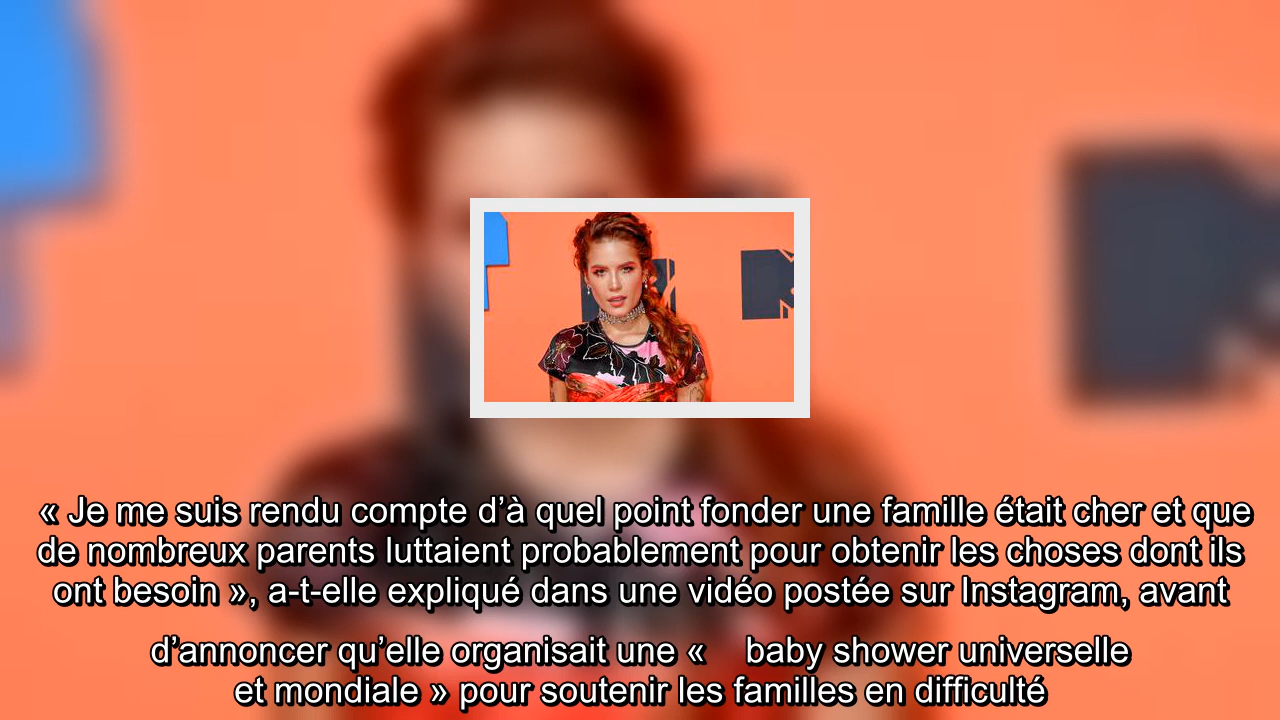 « Je me suis rendu compte d’à quel point fonder une famille était cher et que
de nombreux parents luttaient probablement pour obtenir les choses dont ils
ont besoin », a-t-elle expliqué dans une vidéo postée sur Instagram, avant
d’annoncer qu’elle organisait une « baby shower universelle
et mondiale » pour soutenir les familles en difficulté